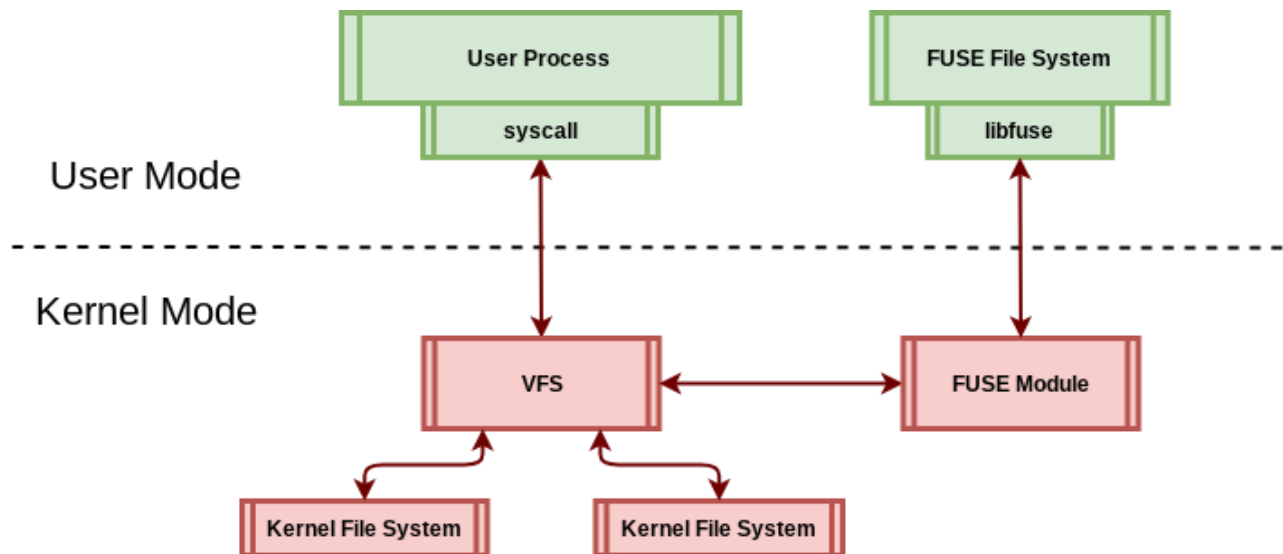 User Process
FUSE File System
syscall
libfuse
User Mode
Kernel Mode
VFS
FUSE Module
Kernel File System
Kernel File System